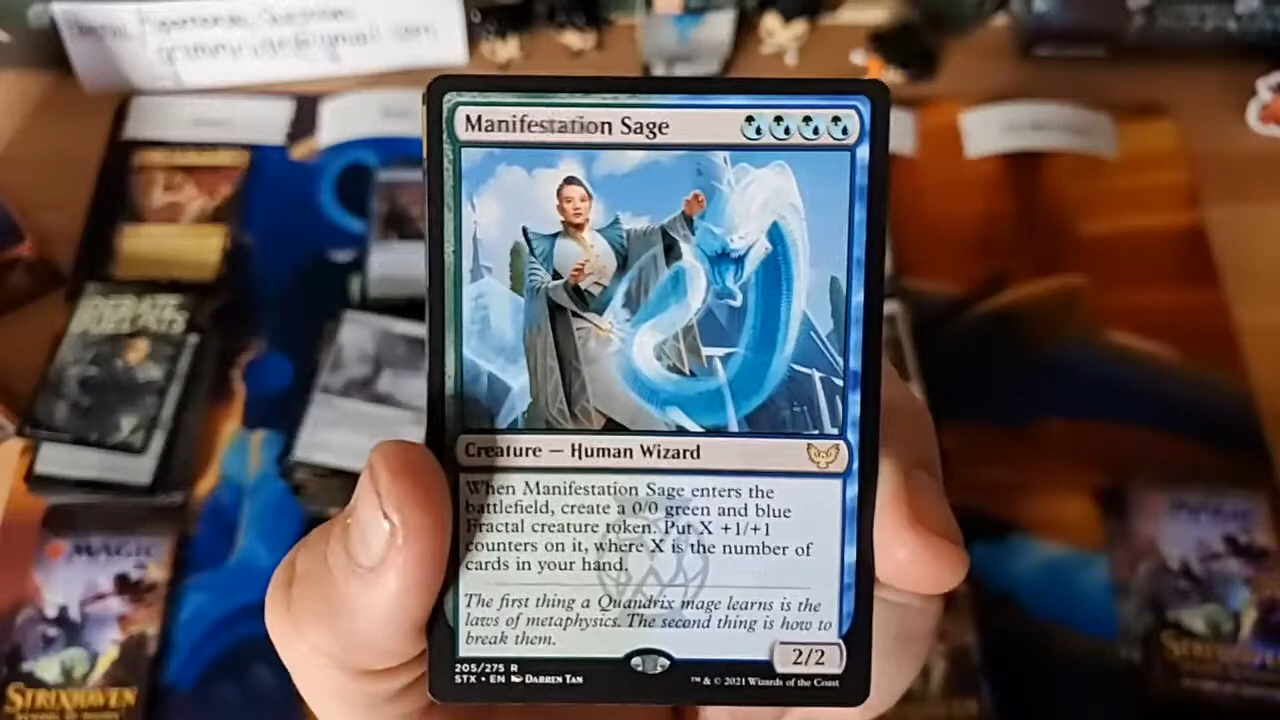 Manifestation Sage
Creature — Human Wizard
When Manifestation Sage enters the
battlefield, create a 0/0 green and blue
Fractal creature token. Put X +1/+1
counters on it, where X is the number of
cards in your hand.
The first thing a Quandrix mage learns is the
laws of metaphysics. The second thing is how to
break them.
2/2
205/275 R
STX • EN Darren Tan
™ & © 2021 Wizards of the Coast
MAGIC
STRIXHAVEN